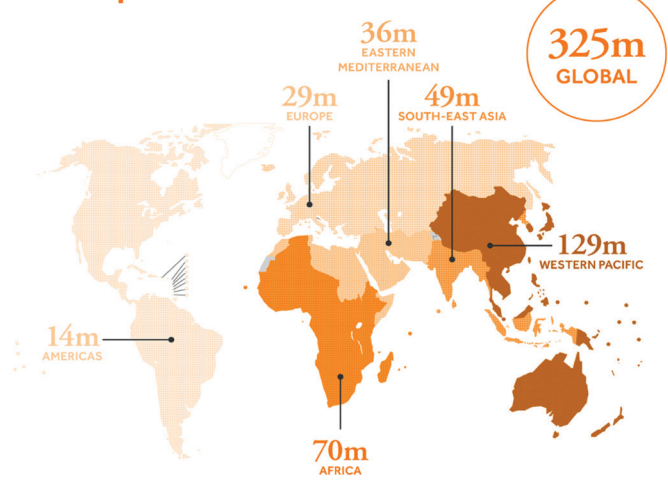 36m
EASTERN
MEDITERRANEAN
325m
GLOBAL
29m
EUROPE
49m
SOUTH-EAST ASIA
129m
WESTERN PACIFIC
14m
AMERICAS
70m
AFRICA